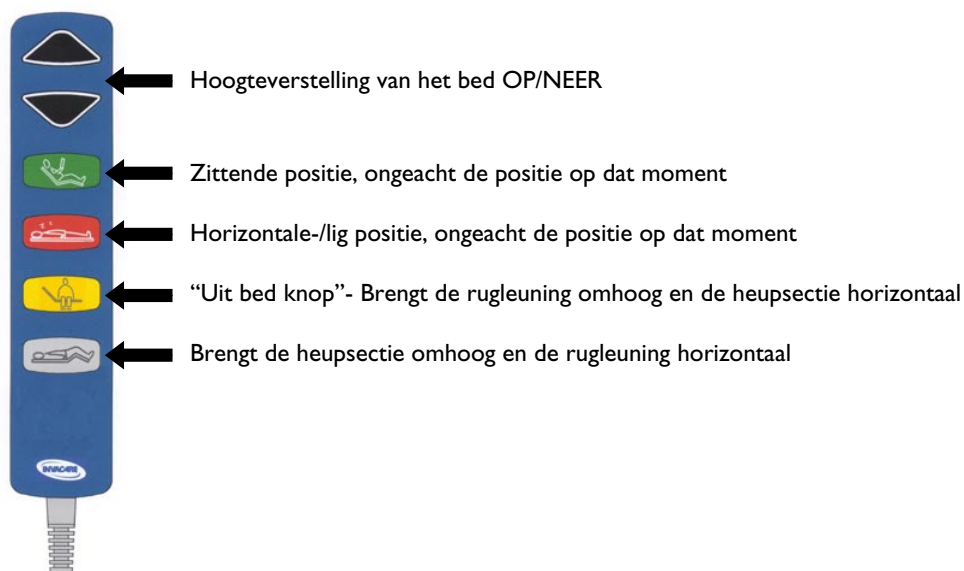 Hoogteverstelling van het bed OP/NEER
Zittende positie, ongeacht de positie op dat moment
Horizontale-/lig positie, ongeacht de positie op dat moment
“Uit bed knop”- Brengt de rugleuning omhoog en de heupsectie horizontaal
Brengt de heupsectie omhoog en de rugleuning horizontaal
INVACARE